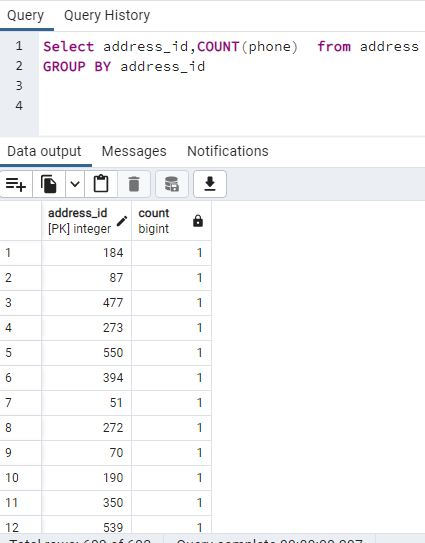 Query Query History
1 Select address_id,COUNT(phone) from address
2 GROUP BY address_id
3
4
Data output Messages Notifications
address_id count
[PK] integer bigint
1 184 1
2 87 1
3 477 1
4 273 1
5 550 1
6 394 1
7 51 1
8 272 1
9 70 1
10 190 1
11 350 1
12 539 1